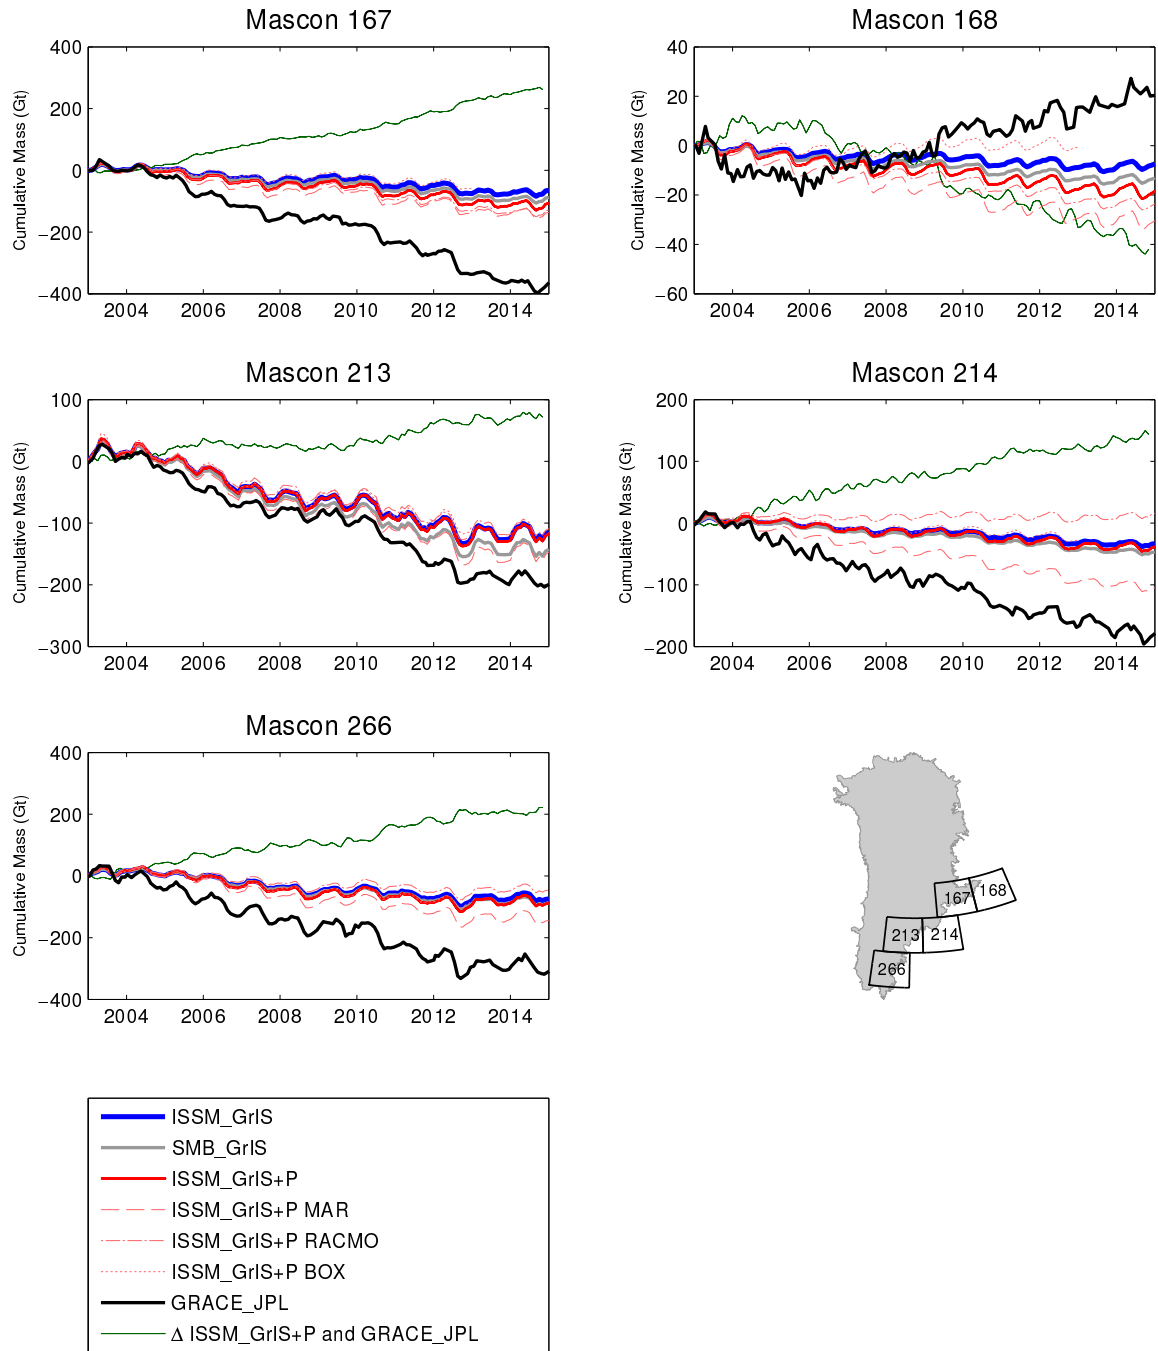 Mascon 167
Mascon 168
Cumulative Mass (Gt)
400
200
0
−200
−400
2004 2006 2008 2010 2012 2014
Cumulative Mass (Gt)
40
20
0
−20
−40
−60
2004 2006 2008 2010 2012 2014
Mascon 213
Mascon 214
Cumulative Mass (Gt)
100
0
−100
−200
−300
2004 2006 2008 2010 2012 2014
Cumulative Mass (Gt)
200
100
0
−100
−200
2004 2006 2008 2010 2012 2014
Mascon 266
Cumulative Mass (Gt)
400
200
0
−200
−400
2004 2006 2008 2010 2012 2014
167 168
213 214
266
ISSM_GrIS
SMB_GrIS
ISSM_GrIS+P
ISSM_GrIS+P MAR
ISSM_GrIS+P RACMO
ISSM_GrIS+P BOX
GRACE_JPL
Δ ISSM_GrIS+P and GRACE_JPL